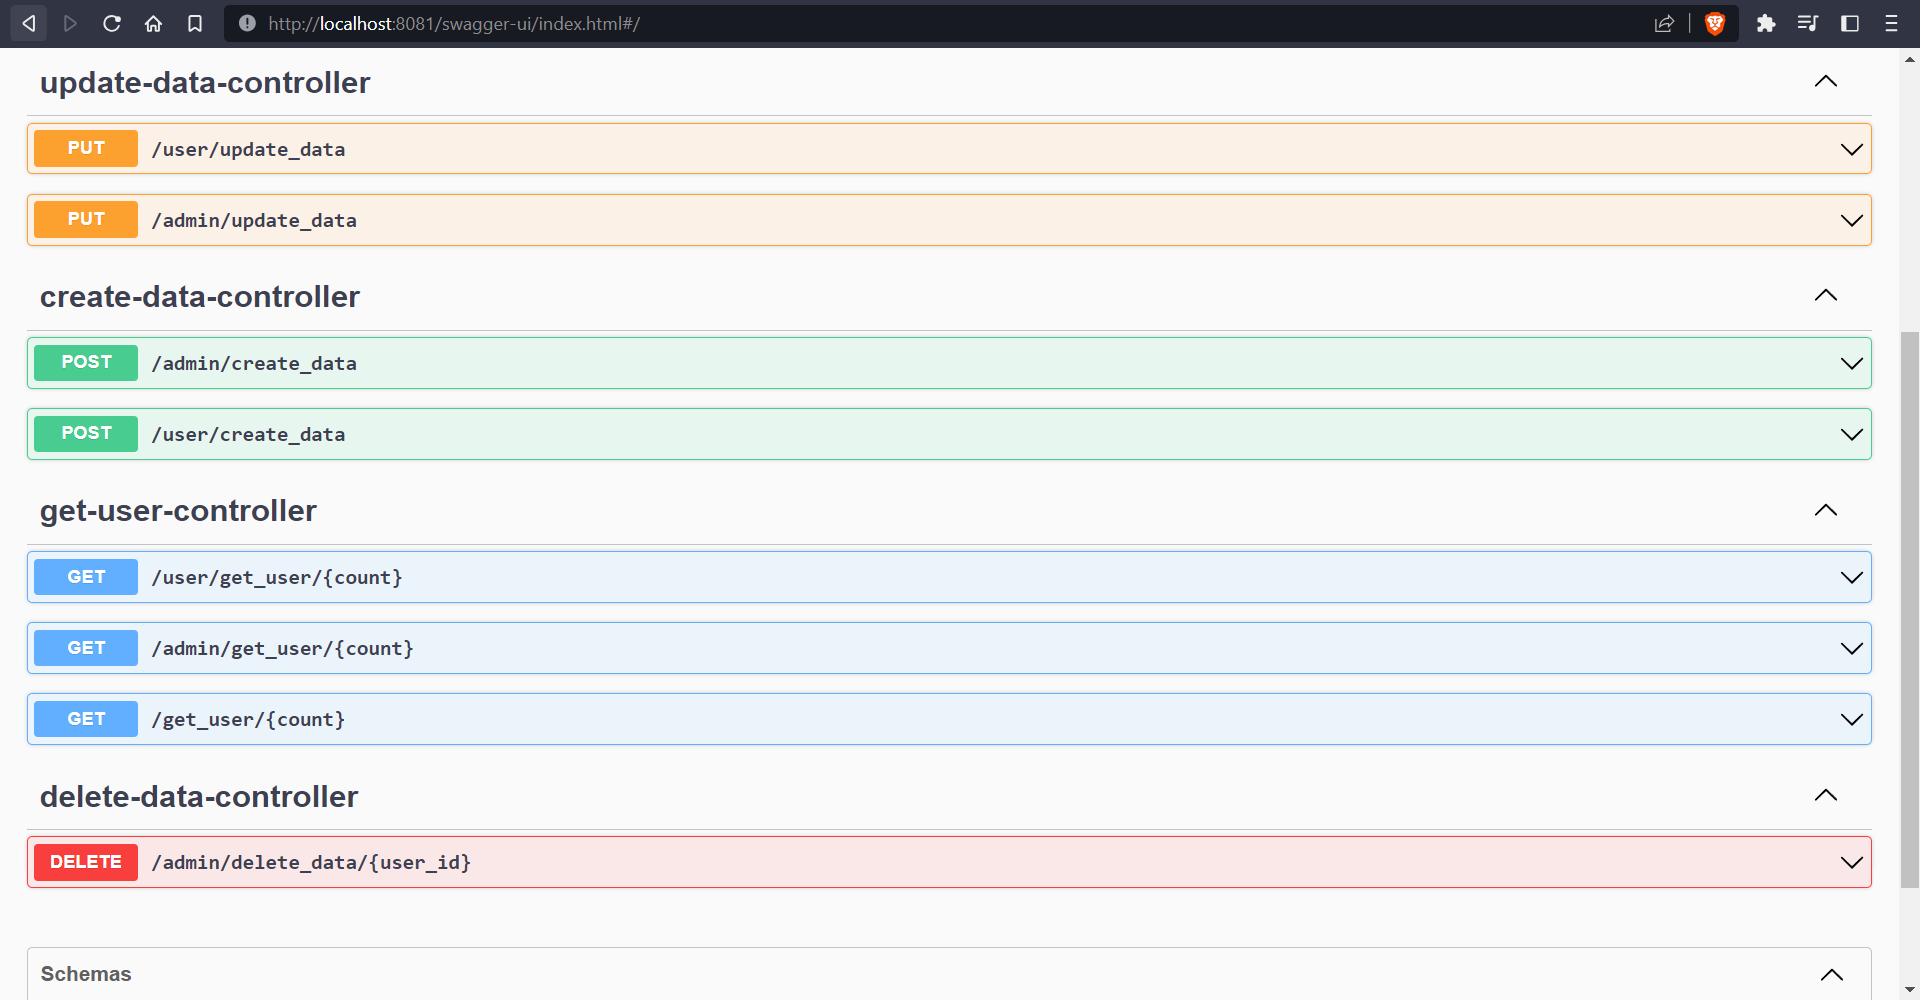 http://localhost:8081/swagger-ui/index.html#/
update-data-controller
PUT /user/update_data
PUT /admin/update_data
create-data-controller
POST /admin/create_data
POST /user/create_data
get-user-controller
GET /user/get_user/{count}
GET /admin/get_user/{count}
GET /get_user/{count}
delete-data-controller
DELETE /admin/delete_data/{user_id}
Schemas